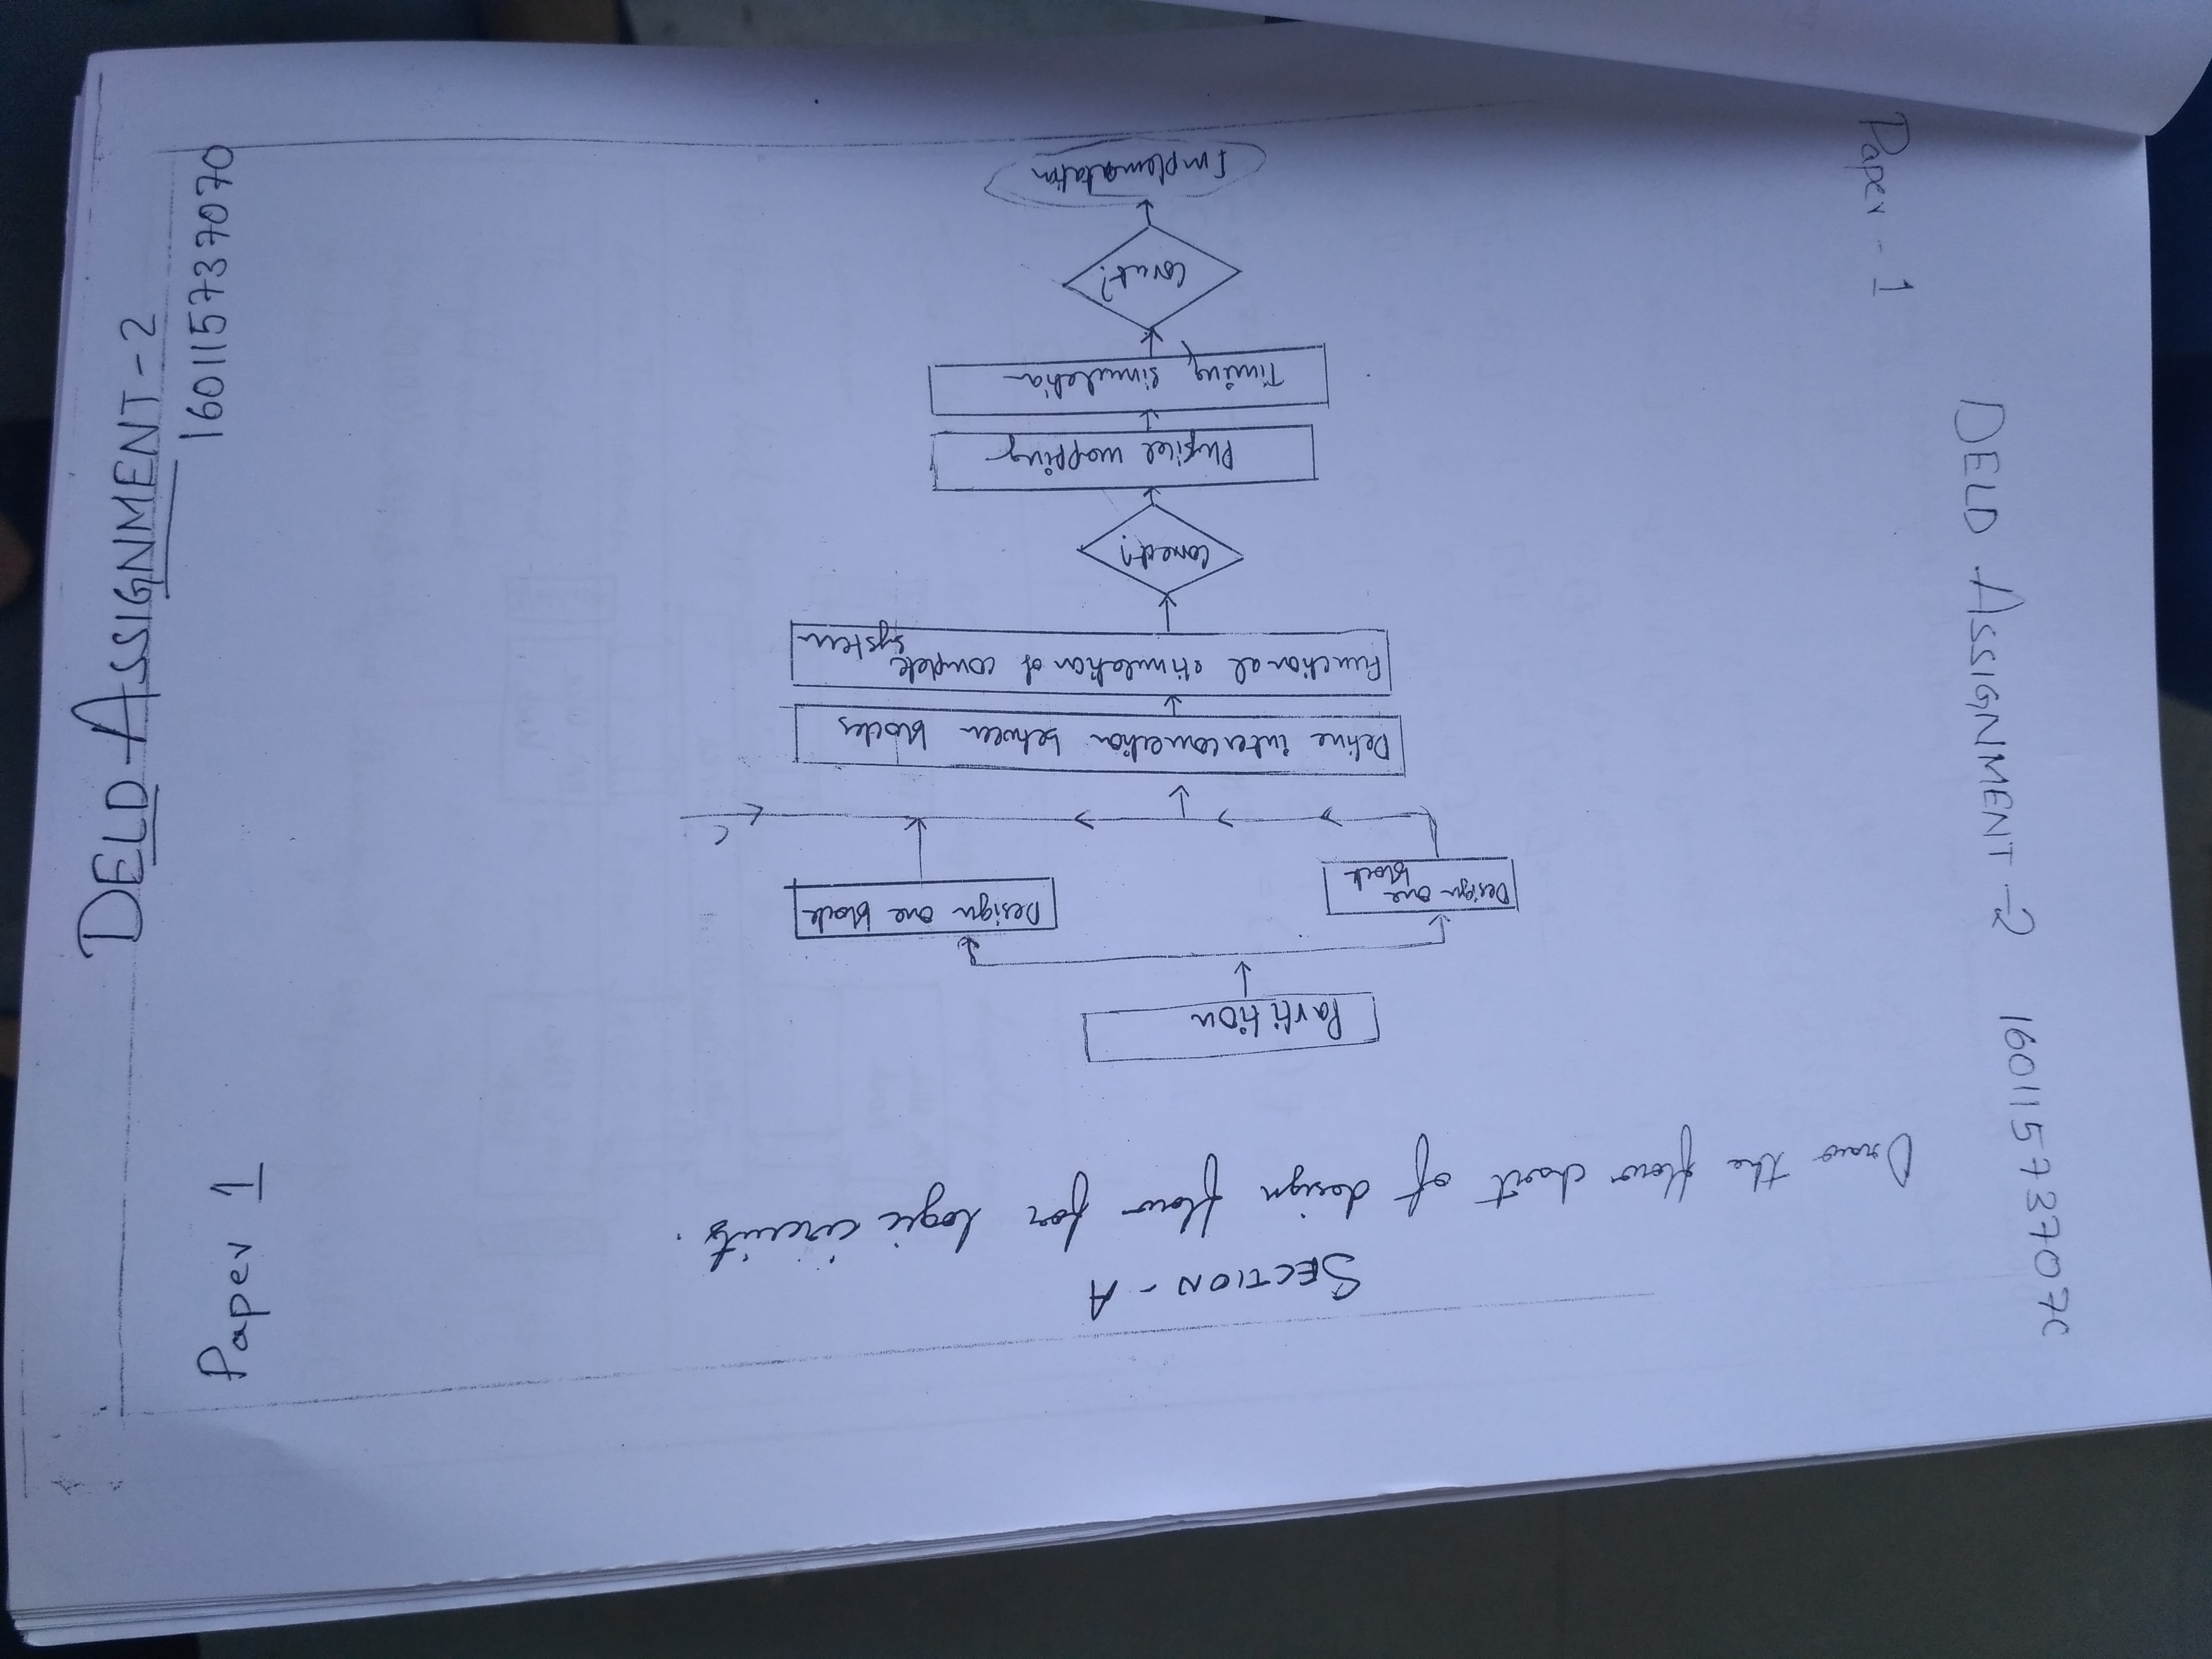 DELD ASSIGNMENT-2
160115737070
Paper 1
SECTION - A
Draw the flow chart of design flow for logic circuits.
Partition
Design one block
Design one
block
Define interconnection between blocks
Functional simulation of complete
system
Correct?
Physical mapping
Timing simulation
Correct?
Implementation
Paper - 1
DELD ASSIGNMENT -2
16011573707C